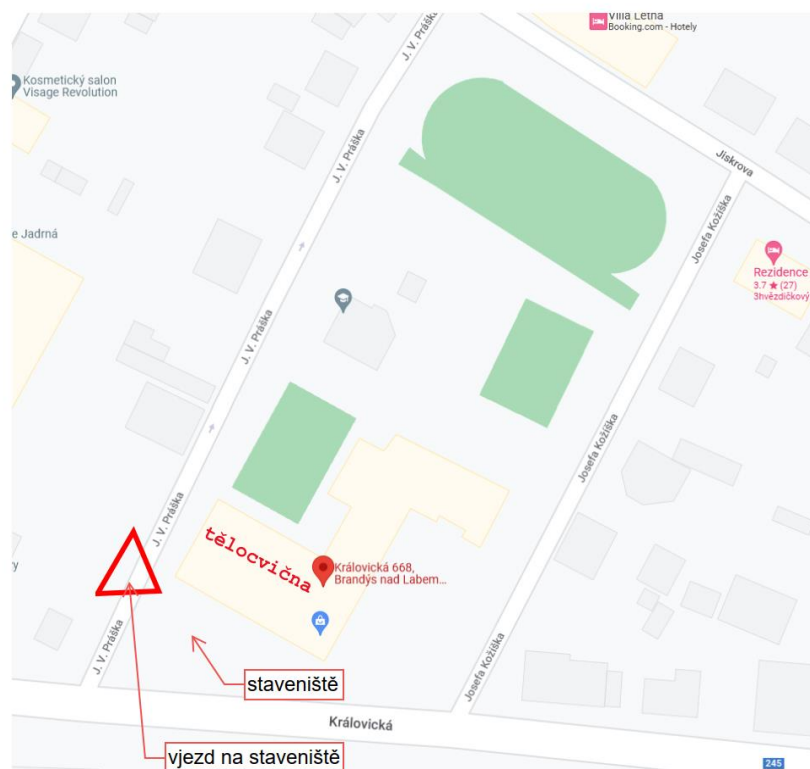 Villa Letná
Booking.com - Hotely
J. V. Práška
Kosmetický salon
Visage Revolution
J. V. Práška
Jiskrova
Josefa Kožíška
e Jadrná
Rezidence
3.7 ★ (27)
3hvězdičkový
J. V. Práška
Josefa Kožíška
J. V. Práška
tělocvična
Královická 668,
Brandýs nad Labem...
y
J. V. Práška
Josefa Kožíška
staveniště
Královická
vjezd na staveniště
245